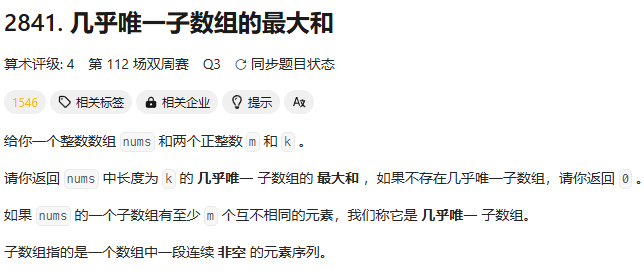 2841. 几乎唯一子数组的最大和
算术评级: 4 第 112 场双周赛 Q3 同步题目状态
1546 相关标签 相关企业 提示 A
给你一个整数数组 nums 和两个正整数 m 和 k 。
请你返回 nums 中长度为 k 的 几乎唯一 子数组的 最大和 ，如果不存在几乎唯一子数组，请你返回 0 。
如果 nums 的一个子数组有至少 m 个互不相同的元素，我们称它是 几乎唯一 子数组。
子数组指的是一个数组中一段连续 非空 的元素序列。